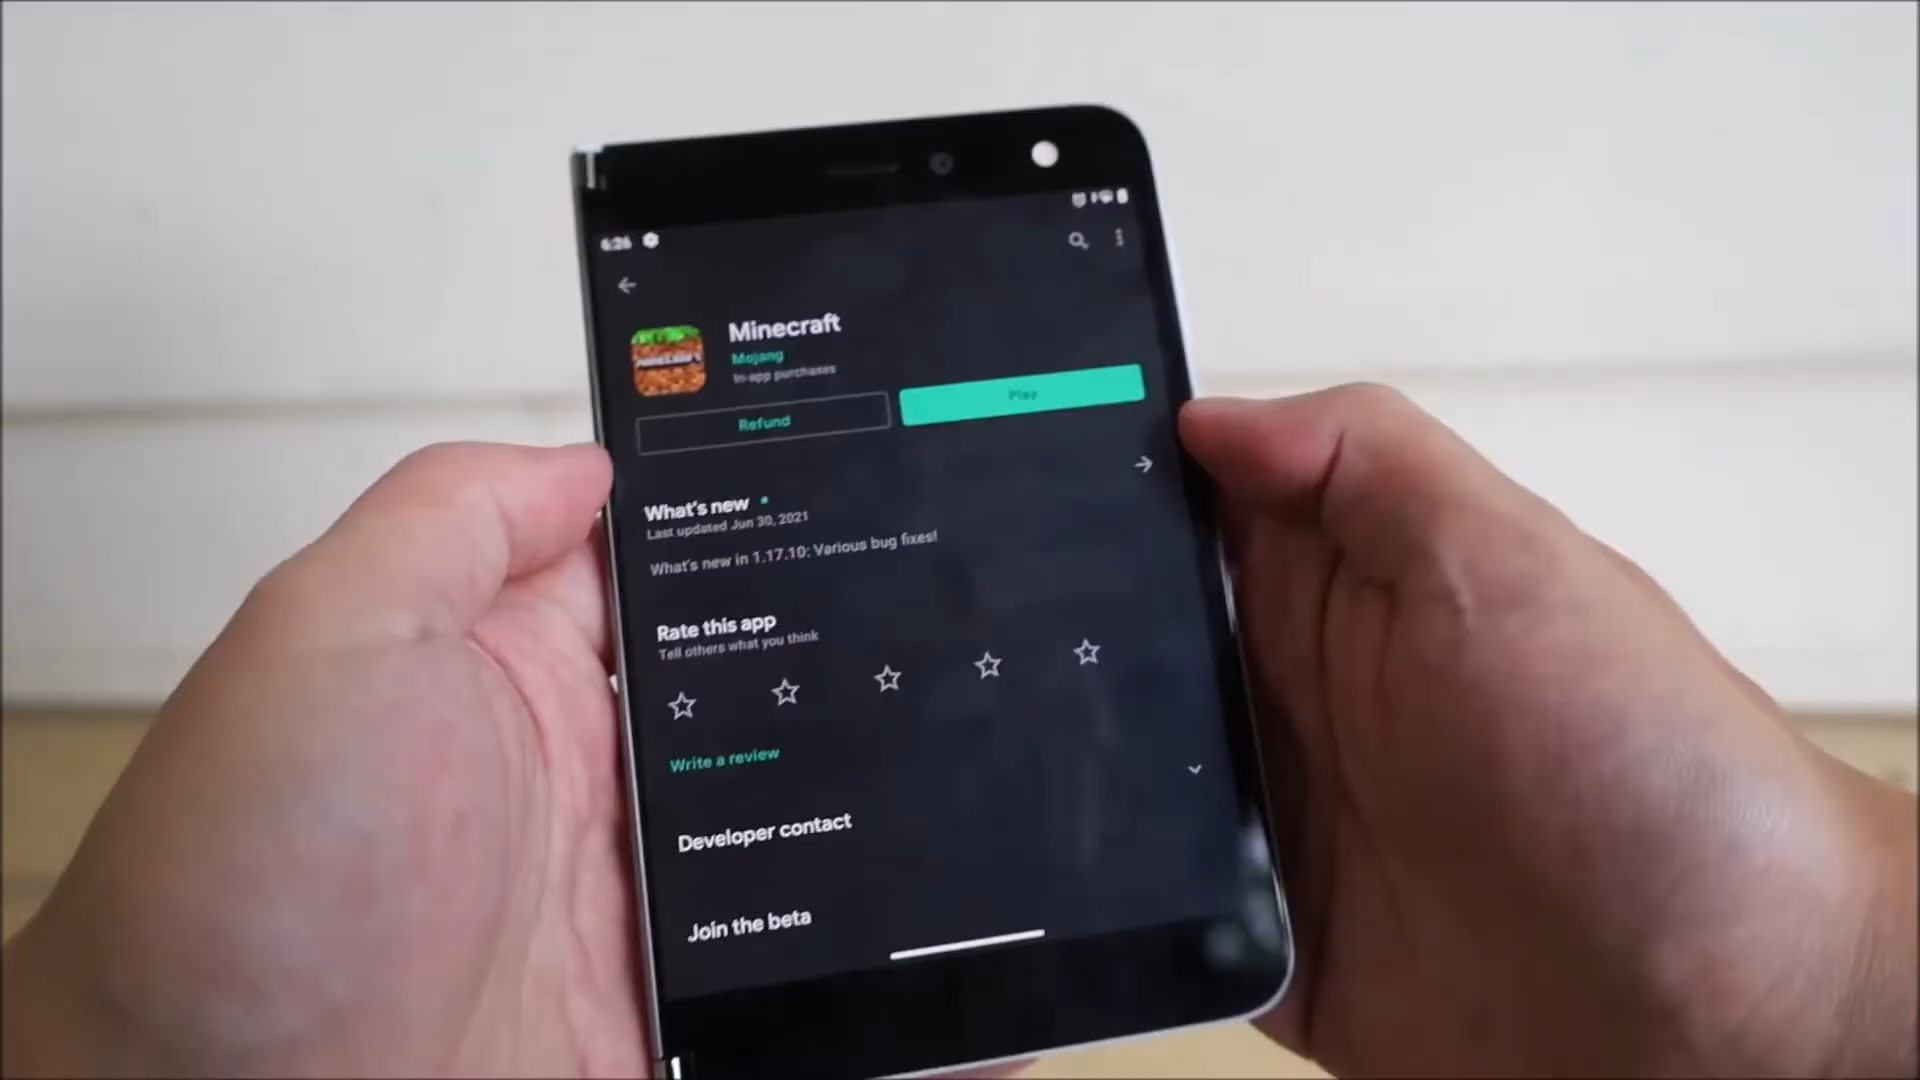 6:26
Minecraft
Mojang
In-app purchases
Refund
Play
What's new
Last updated Jun 30, 2021
What's new in 1.17.10: Various bug fixes!
Rate this app
Tell others what you think
Write a review
Developer contact
Join the beta